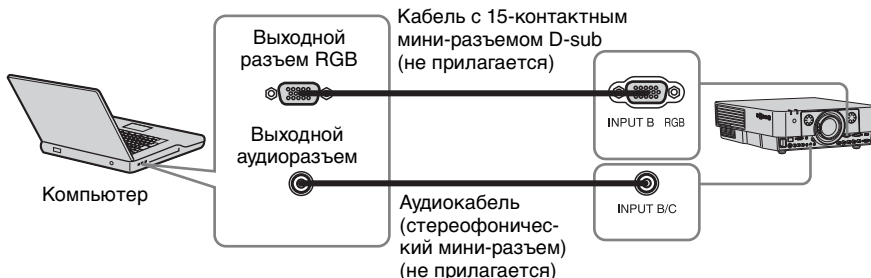 Кабель с 15-контактным
мини-разъемом D-sub
(не прилагается)
Выходной
разъем RGB
INPUT B RGB
Выходной
аудиоразъем
Компьютер
INPUT B/C
Аудиокабель
(стереофоничес-
кий мини-разъем)
(не прилагается)